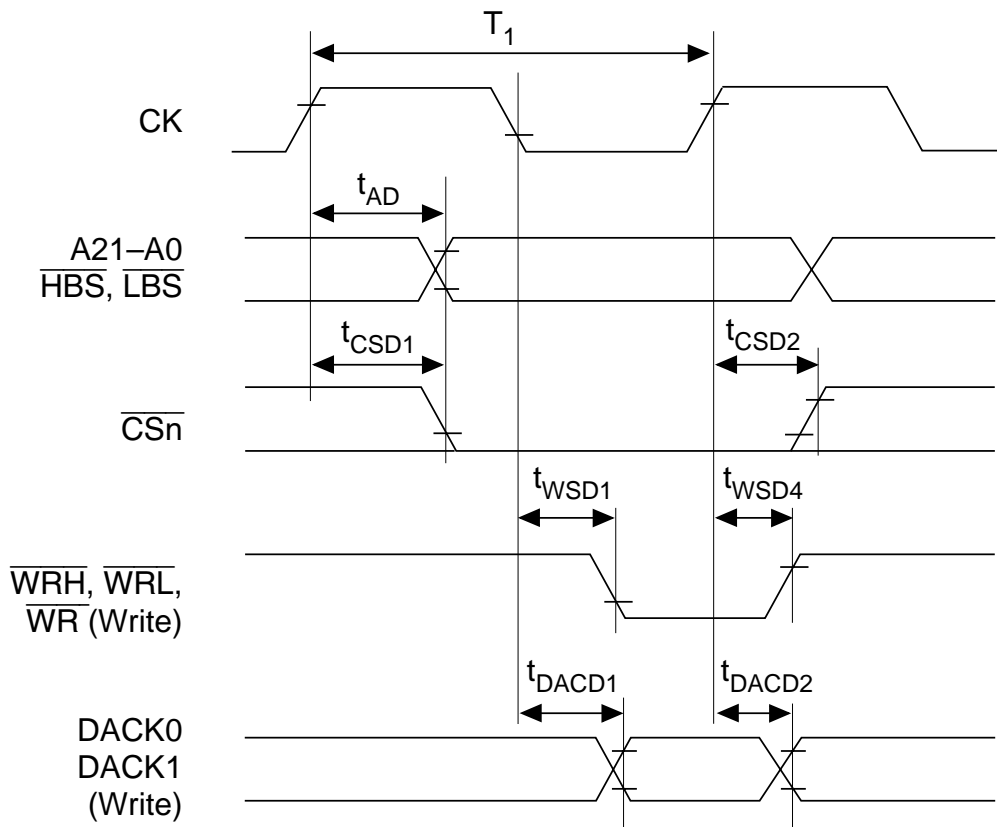 T1
CK
tAD
A21–A0
HBS, LBS
tCSD1
tCSD2
CSn
tWSD1
tWSD4
WRH, WRL,
WR (Write)
tDACD1
tDACD2
DACK0
DACK1
(Write)